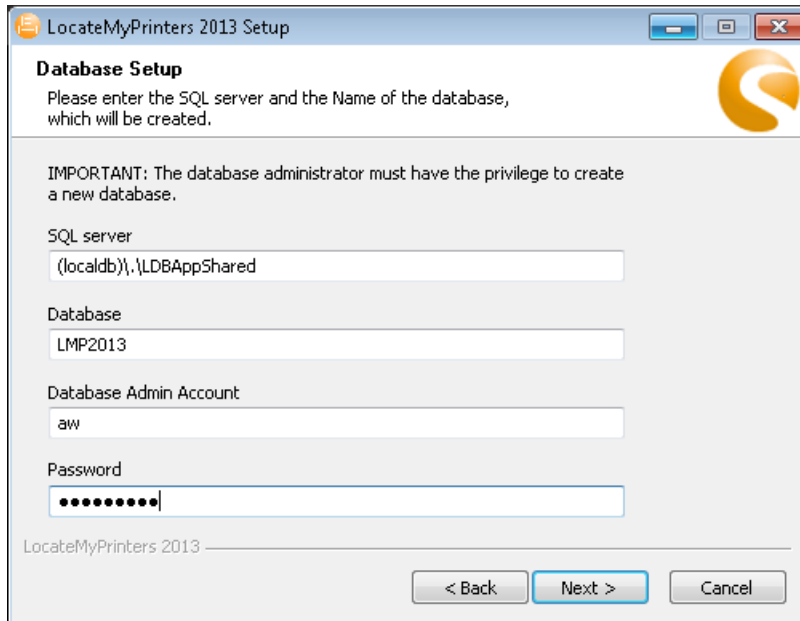 LocateMyPrinters 2013 Setup
Database Setup
Please enter the SQL server and the Name of the database,
which will be created.
IMPORTANT: The database administrator must have the privilege to create
a new database.
SQL server
(localdb)\.\LDBAppShared
Database
LMP2013
Database Admin Account
aw
Password
●●●●●●●●●
LocateMyPrinters 2013
< Back
Next >
Cancel